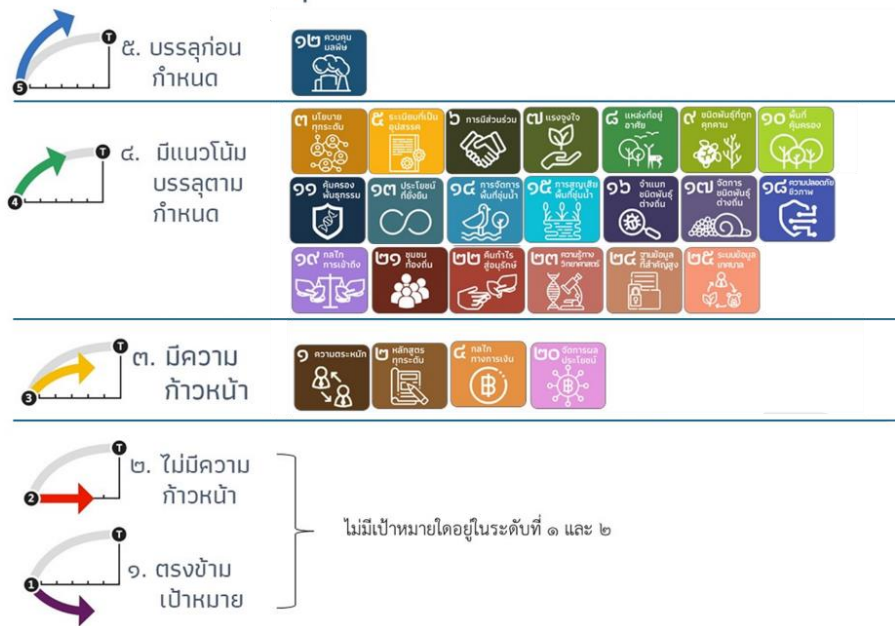 ๕. บรรลุก่อน
กำหนด
T
5
๑๒ ควบคุม
มลพิษ
๔. มีแนวโน้ม
บรรลุตาม
กำหนด
T
4
๓ นโยบาย
ทุกระดับ
๕ ระเบียบที่เป็น
อุปสรรค
๖ การมีส่วนร่วม
๗ แรงจูงใจ
๘ แหล่งที่อยู่
อาศัย
๙ ชนิดพันธุ์ที่ถูก
คุกคาม
๑๐ พื้นที่
คุ้มครอง
๑๑ คุ้มครอง
พันธุกรรม
๑๓ ประโยชน์
ที่ยั่งยืน
๑๔ การจัดการ
พื้นที่ชุ่มน้ำ
๑๕ การสูญเสีย
พื้นที่ชุ่มน้ำ
๑๖ จำแนก
ชนิดพันธุ์
ต่างถิ่น
๑๗ จัดการ
ชนิดพันธุ์
ต่างถิ่น
๑๘ ความปลอดภัย
ชีวภาพ
๑๙ กลไก
การเข้าถึง
๒๑ ชุมชน
ท้องถิ่น
๒๒ คืนกำไร
สู่อนุรักษ์
๒๓ ความรู้ทาง
วิทยาศาสตร์
๒๔ ฐานข้อมูล
ที่สำคัญสูง
๒๕ ระบบข้อมูล
๓. มีความ
ก้าวหน้า
T
3
๑ ความตระหนัก
๒ หลักสูตร
ทุกระดับ
๔ กลไก
ทางการเงิน
๒๐ จัดการผล
ประโยชน์
๒. ไม่มีความ
ก้าวหน้า
T
2
๑. ตรงข้าม
เป้าหมาย
T
1
ไม่มีเป้าหมายใดอยู่ในระดับที่ ๑ และ ๒